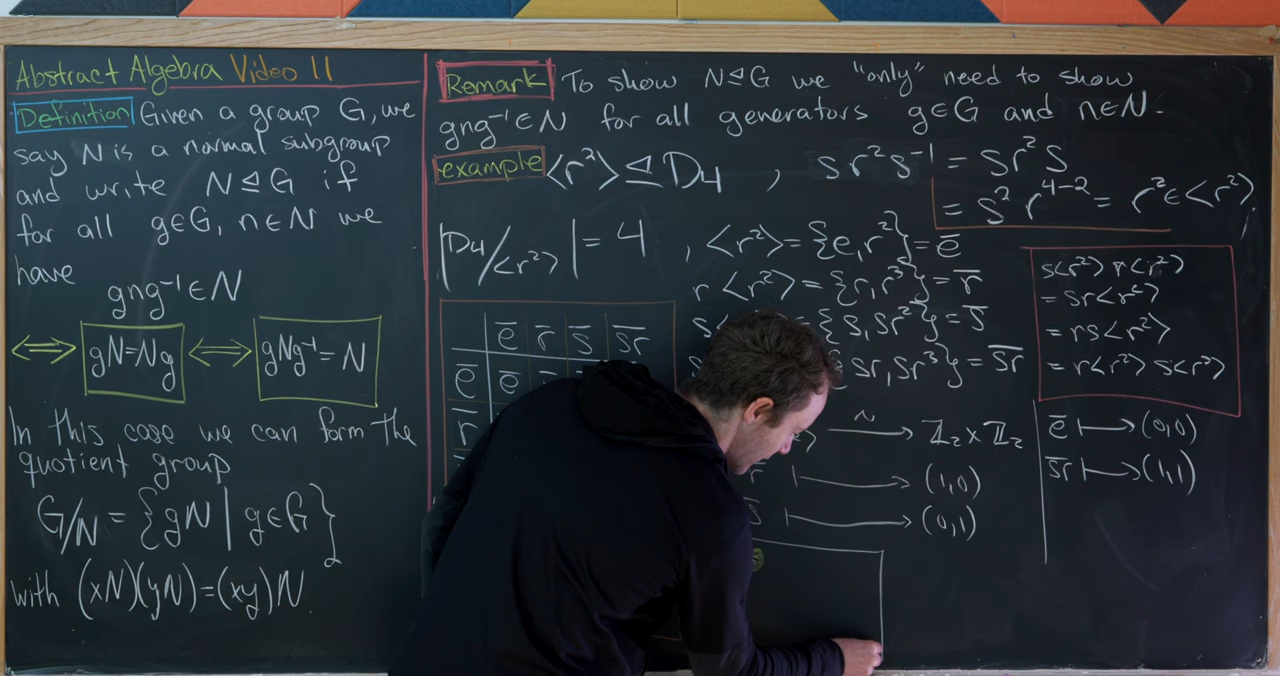 Abstract Algebra Video 11
Definition Given a group G, we
say N is a normal subgroup
and write N⊴G if
for all g∈G, n∈N we
have
gng⁻¹∈N
⟺ gN=Ng ⟺ gNg⁻¹=N
In this case we can form the
quotient group
G/N = {gN | g∈G}
with (xN)(yN)=(xy)N.
Remark To show N⊴G we "only" need to show
gng⁻¹∈N for all generators g∈G and n∈N.
example <r²> ⊴ D4 , sr²s⁻¹ = sr²s
= s²r⁴⁻² = r²∈<r²>
|D4/<r²>| = 4 , <r²>={e,r²}=e̅
r<r²>={r,r³}=r̅
{s,sr²}=s̅
sr,sr³}=s̅r̅
e̅ r̅ s̅ s̅r̅
e̅ e̅
r̅
s<r²> r<r²>
= sr<r²>
= rs<r²>
= r<r²> s<r²>
~→ ℤ₂×ℤ₂
⟼ (1,0)
⟼ (0,1)
e̅ ⟼ (0,0)
s̅r̅ ⟼ (1,1)